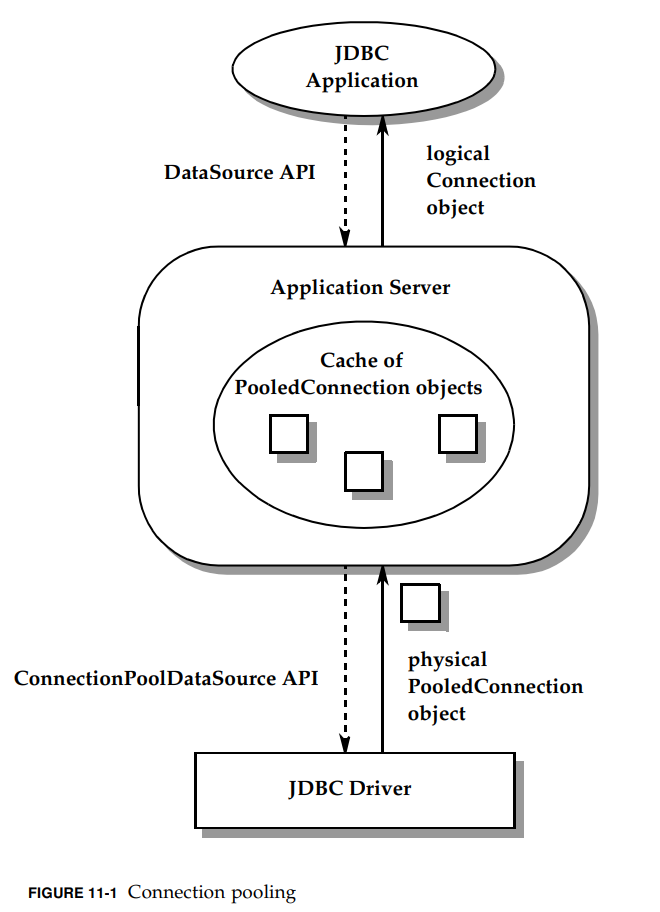 JDBC
Application
DataSource API
logical
Connection
object
Application Server
Cache of
PooledConnection objects
ConnectionPoolDataSource API
physical
PooledConnection
object
JDBC Driver
FIGURE 11-1 Connection pooling